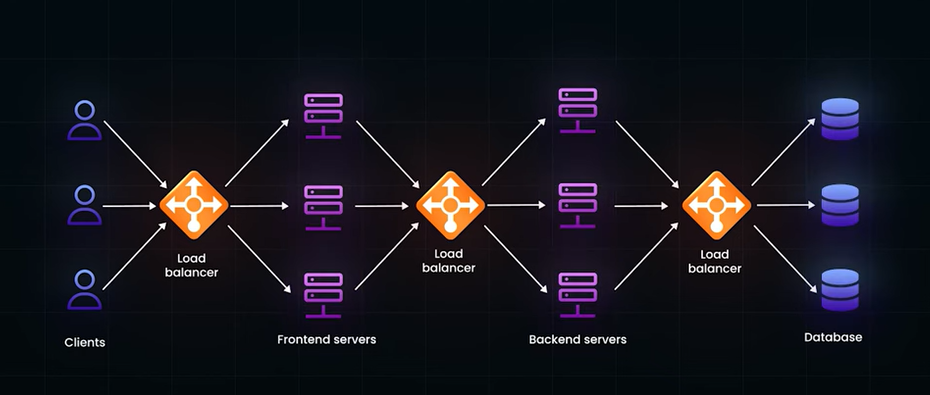 Load
balancer
Load
balancer
Load
balancer
Clients
Frontend servers
Backend servers
Database